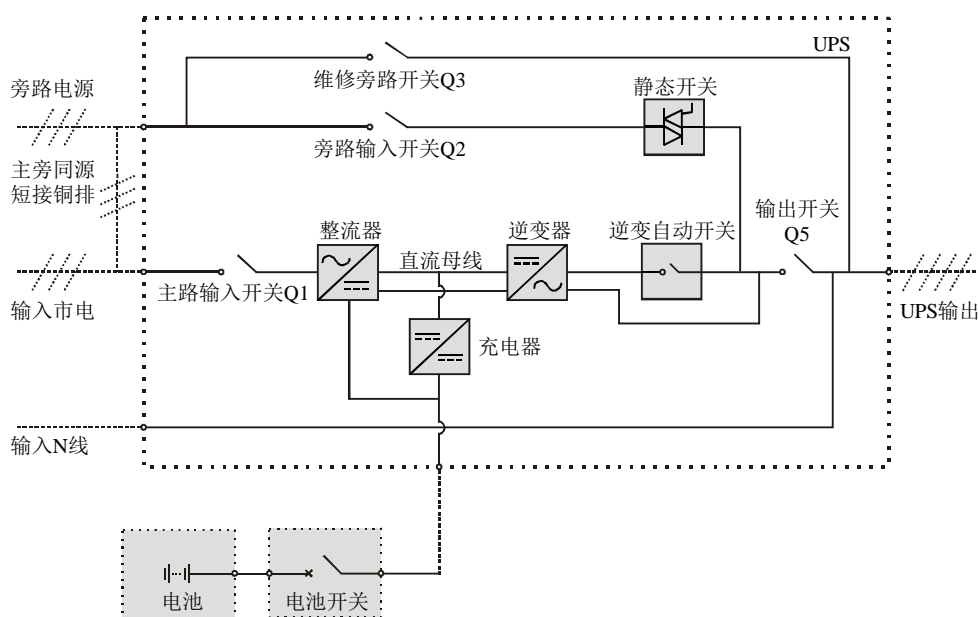 UPS
维修旁路开关Q3
旁路电源
静态开关
旁路输入开关Q2
主旁同源
短接铜排
输出开关
Q5
整流器
直流母线
逆变器
逆变自动开关
主路输入开关Q1
输入市电
UPS输出
充电器
输入N线
电池
电池开关